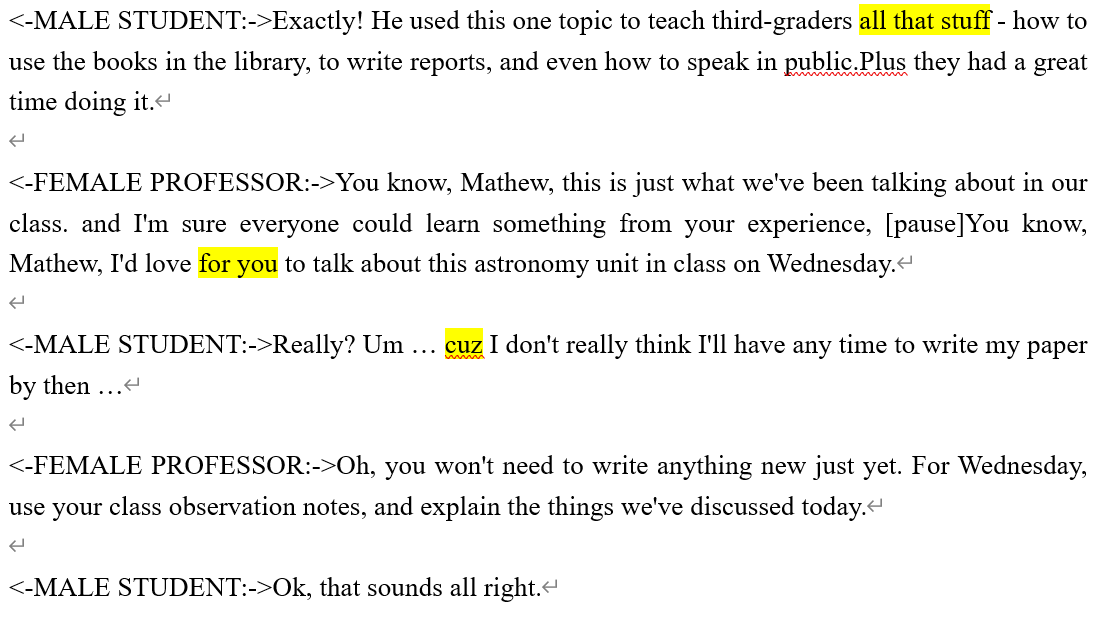 <-MALE STUDENT:->Exactly! He used this one topic to teach third-graders all that stuff - how to
use the books in the library, to write reports, and even how to speak in public.Plus they had a great
time doing it.↵
↵
<-FEMALE PROFESSOR:->You know, Mathew, this is just what we've been talking about in our
class. and I'm sure everyone could learn something from your experience, [pause]You know,
Mathew, I'd love for you to talk about this astronomy unit in class on Wednesday.↵
↵
<-MALE STUDENT:->Really? Um … cuz I don't really think I'll have any time to write my paper
by then …↵
↵
<-FEMALE PROFESSOR:->Oh, you won't need to write anything new just yet. For Wednesday,
use your class observation notes, and explain the things we've discussed today.↵
↵
<-MALE STUDENT:->Ok, that sounds all right.↵